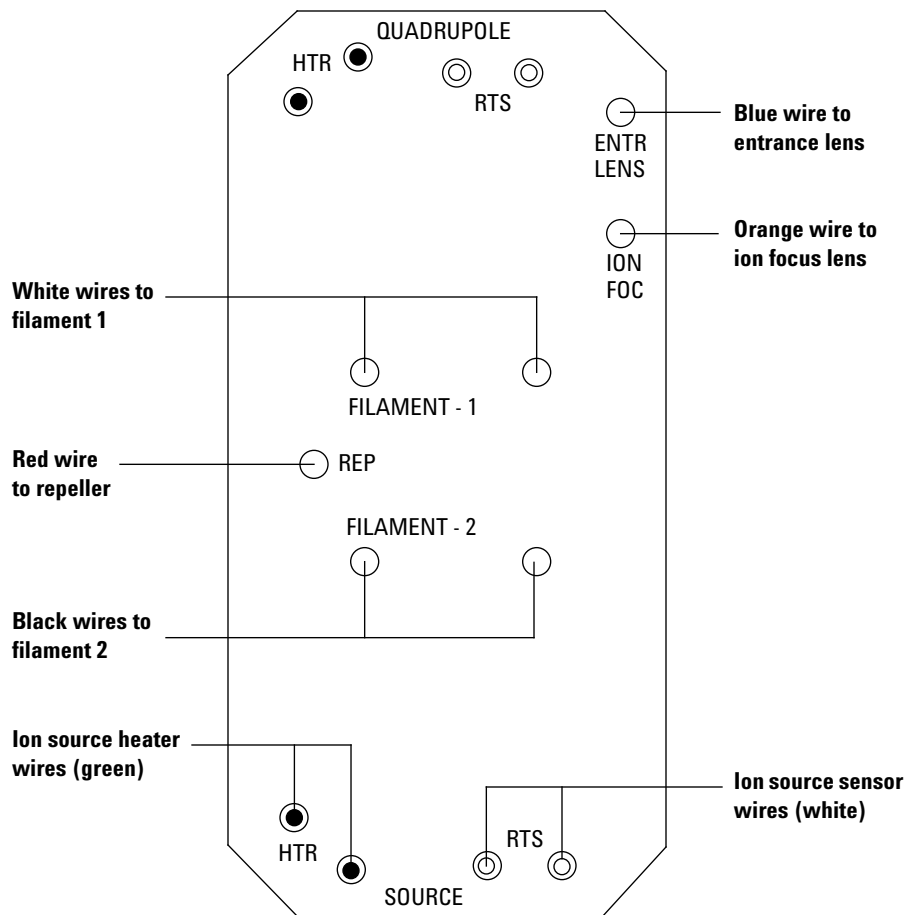 QUADRUPOLE
HTR
RTS
ENTR
LENS
Blue wire to
entrance lens
ION
FOC
Orange wire to
ion focus lens
White wires to
filament 1
FILAMENT - 1
Red wire
to repeller
REP
FILAMENT - 2
Black wires to
filament 2
Ion source heater
wires (green)
HTR
SOURCE
RTS
Ion source sensor
wires (white)